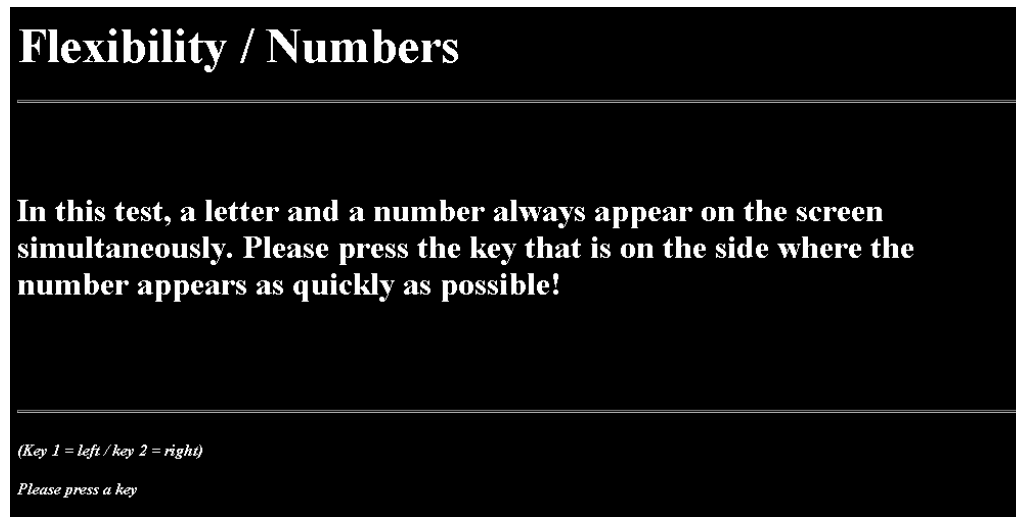 Flexibility / Numbers
In this test, a letter and a number always appear on the screen
simultaneously. Please press the key that is on the side where the
number appears as quickly as possible!
(Key 1 = left / key 2 = right)
Please press a key